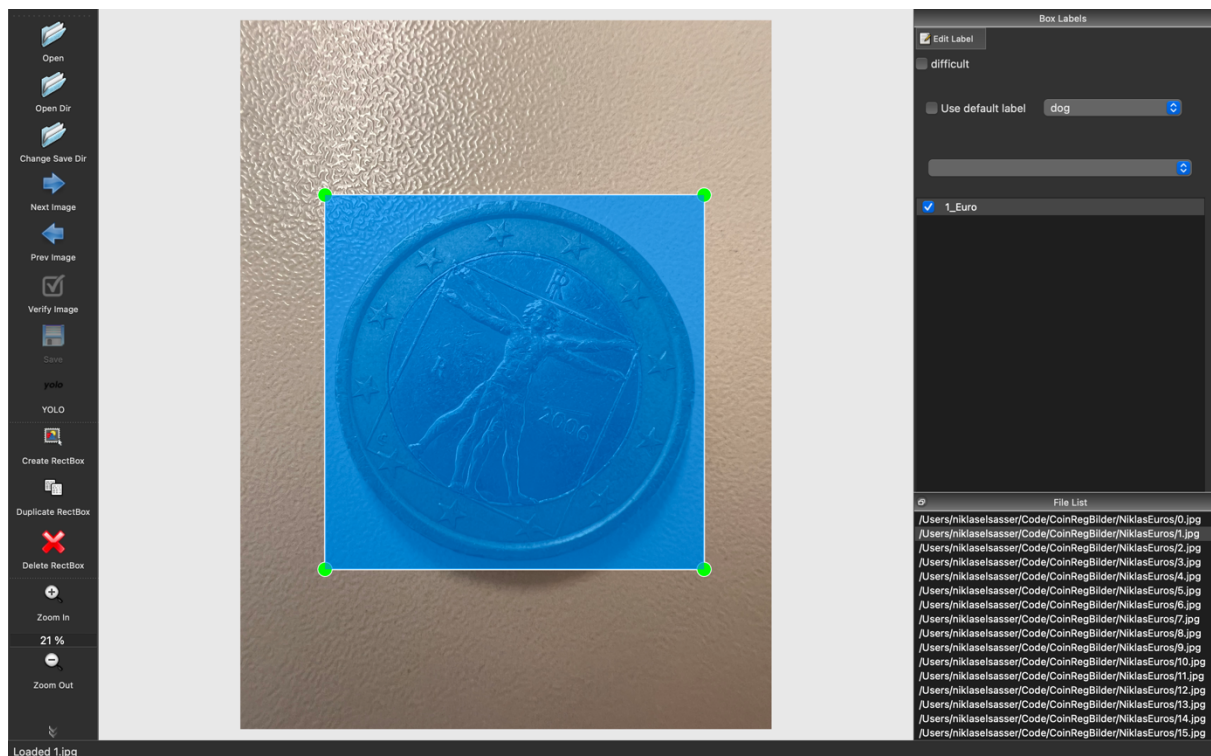 Open
Open Dir
Change Save Dir
Next Image
Prev Image
Verify Image
Save
yolo
YOLO
Create RectBox
Duplicate RectBox
Delete RectBox
Zoom In
21 %
Zoom Out
Loaded 1.jpg
R
2006
Box Labels
Edit Label
difficult
Use default label dog
1_Euro
File List
/Users/niklaselsasser/Code/CoinRegBilder/NiklasEuros/0.jpg
/Users/niklaselsasser/Code/CoinRegBilder/NiklasEuros/1.jpg
/Users/niklaselsasser/Code/CoinRegBilder/NiklasEuros/2.jpg
/Users/niklaselsasser/Code/CoinRegBilder/NiklasEuros/3.jpg
/Users/niklaselsasser/Code/CoinRegBilder/NiklasEuros/4.jpg
/Users/niklaselsasser/Code/CoinRegBilder/NiklasEuros/5.jpg
/Users/niklaselsasser/Code/CoinRegBilder/NiklasEuros/6.jpg
/Users/niklaselsasser/Code/CoinRegBilder/NiklasEuros/7.jpg
/Users/niklaselsasser/Code/CoinRegBilder/NiklasEuros/8.jpg
/Users/niklaselsasser/Code/CoinRegBilder/NiklasEuros/9.jpg
/Users/niklaselsasser/Code/CoinRegBilder/NiklasEuros/10.jpg
/Users/niklaselsasser/Code/CoinRegBilder/NiklasEuros/11.jpg
/Users/niklaselsasser/Code/CoinRegBilder/NiklasEuros/12.jpg
/Users/niklaselsasser/Code/CoinRegBilder/NiklasEuros/13.jpg
/Users/niklaselsasser/Code/CoinRegBilder/NiklasEuros/14.jpg
/Users/niklaselsasser/Code/CoinRegBilder/NiklasEuros/15.jpg